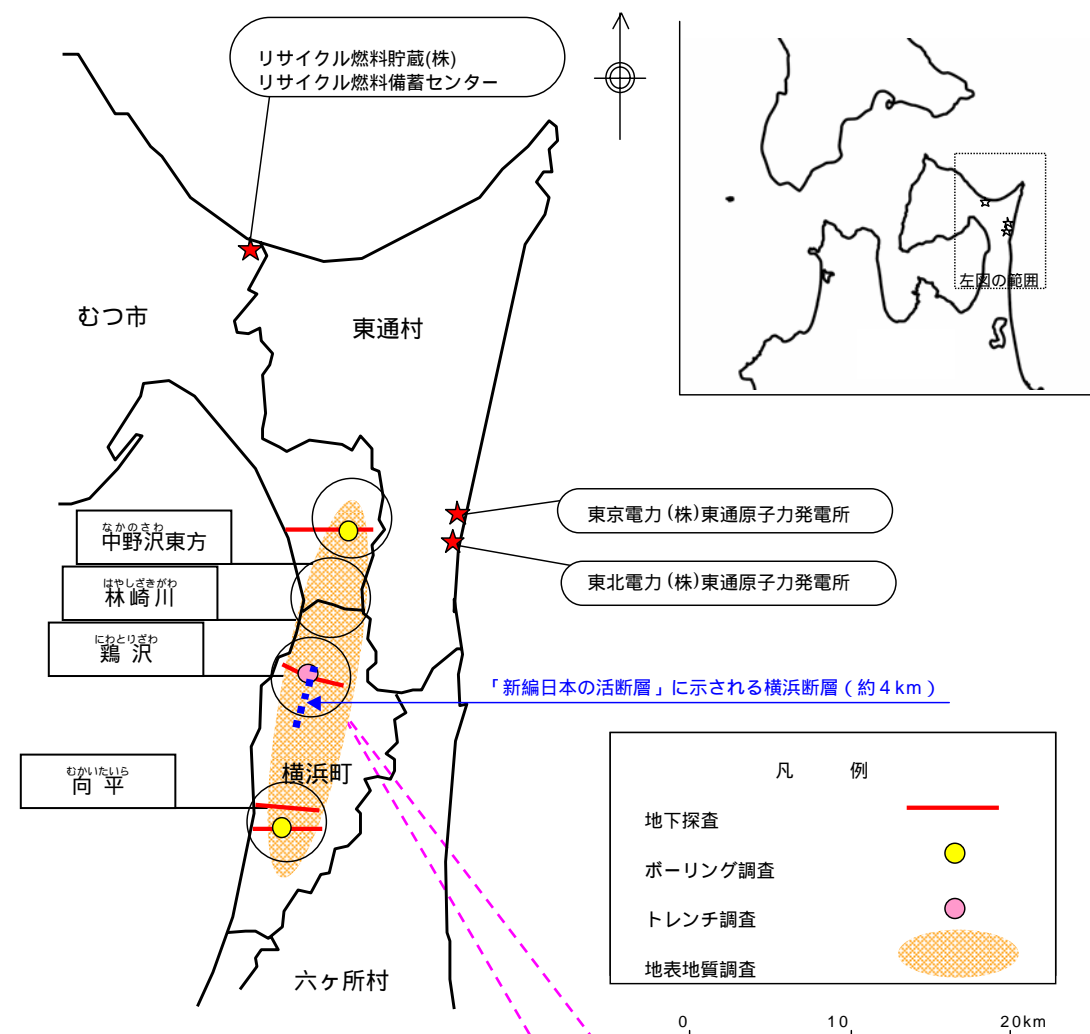 リサイクル燃料貯蔵(株)
リサイクル燃料備蓄センター
左図の範囲
むつ市
東通村
東京電力(株)東通原子力発電所
東北電力(株)東通原子力発電所
なかのさわ
中野沢東方
はやしざきがわ
林崎川
にわとりざわ
鶏沢
「新編日本の活断層」に示される横浜断層(約4km)
むかいたいら
向平
横浜町
六ヶ所村
凡 例
地下探査
ボーリング調査
トレンチ調査
地表地質調査
0 10 20km